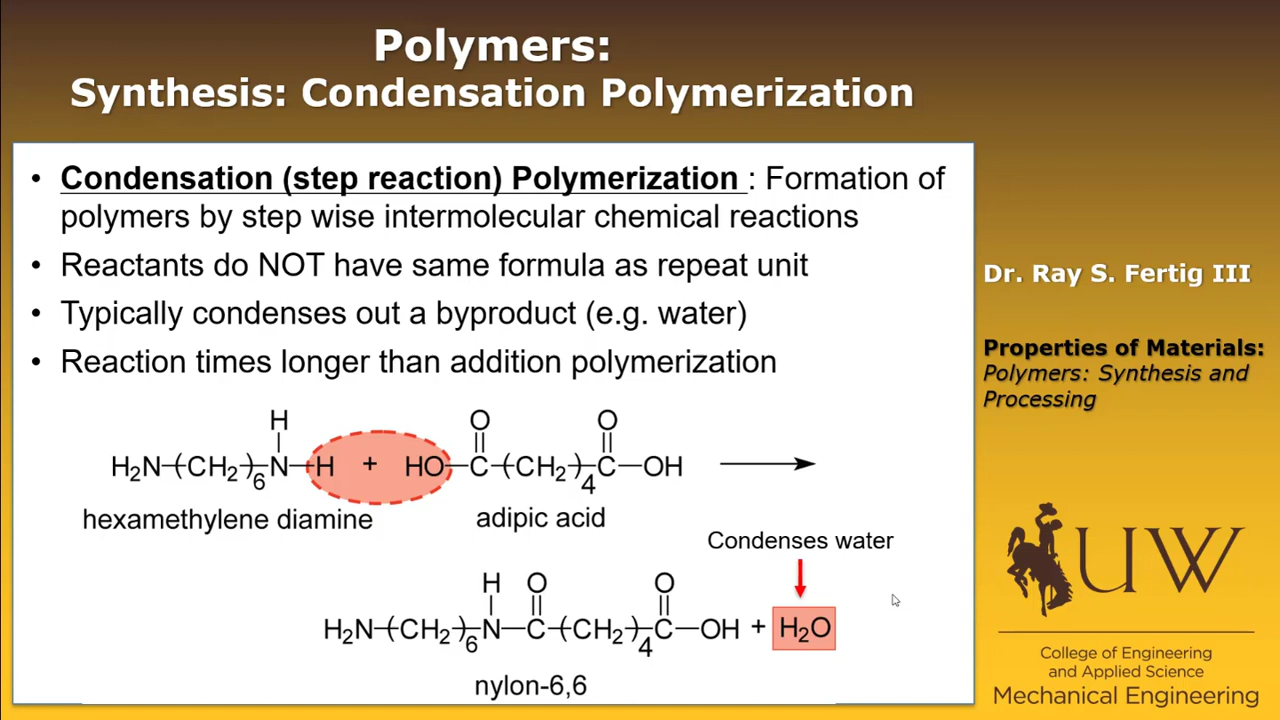 Polymers:
Synthesis: Condensation Polymerization
• Condensation (step reaction) Polymerization : Formation of
polymers by step wise intermolecular chemical reactions
• Reactants do NOT have same formula as repeat unit
• Typically condenses out a byproduct (e.g. water)
• Reaction times longer than addition polymerization
H O O
H₂N–(CH₂)₆–N–H + HO–C–(CH₂)₄–C–OH
hexamethylene diamine adipic acid
Condenses water
H O O
H₂N–(CH₂)₆–N–C–(CH₂)₄–C–OH + H₂O
nylon-6,6
Dr. Ray S. Fertig III
Properties of Materials:
Polymers: Synthesis and
Processing
UW
College of Engineering
and Applied Science
Mechanical Engineering